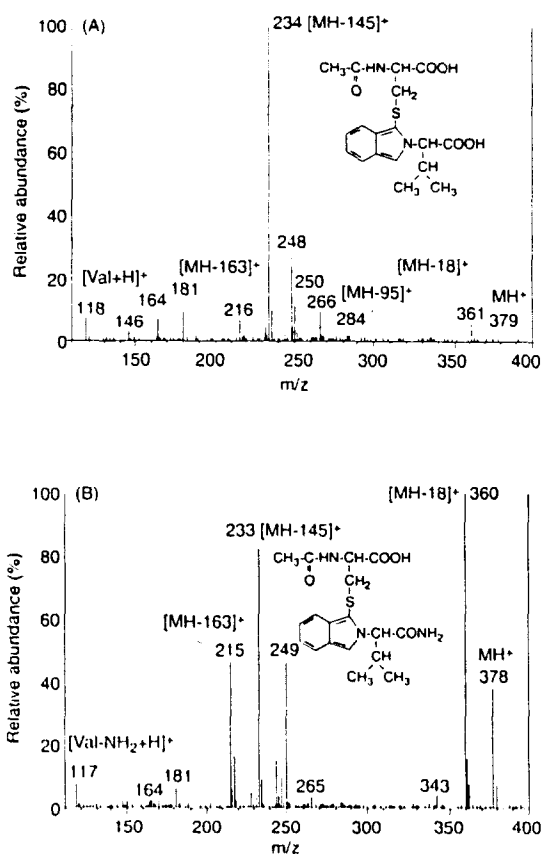 (A)
234 [MH-145]+
Relative abundance (%)
100
80
60
40
20
0
CH3-C-HN-CH-COOH
O
CH2
S
N-CH-COOH
CH
CH3 CH3
248
[MH-163]+
[MH-18]+
[Val+H]+
181
250
[MH-95]+
MH+
118
146
164
216
266
284
361
379
150
200
250
300
350
400
m/z
(B)
[MH-18]+ 360
233 [MH-145]+
Relative abundance (%)
100
80
60
40
20
0
CH3-C-HN-CH-COOH
O
CH2
S
N-CH-CONH2
CH
CH3 CH3
[MH-163]+
215
249
MH+
378
[Val-NH2+H]+
117
164
181
265
343
150
200
250
300
350
400
m/z